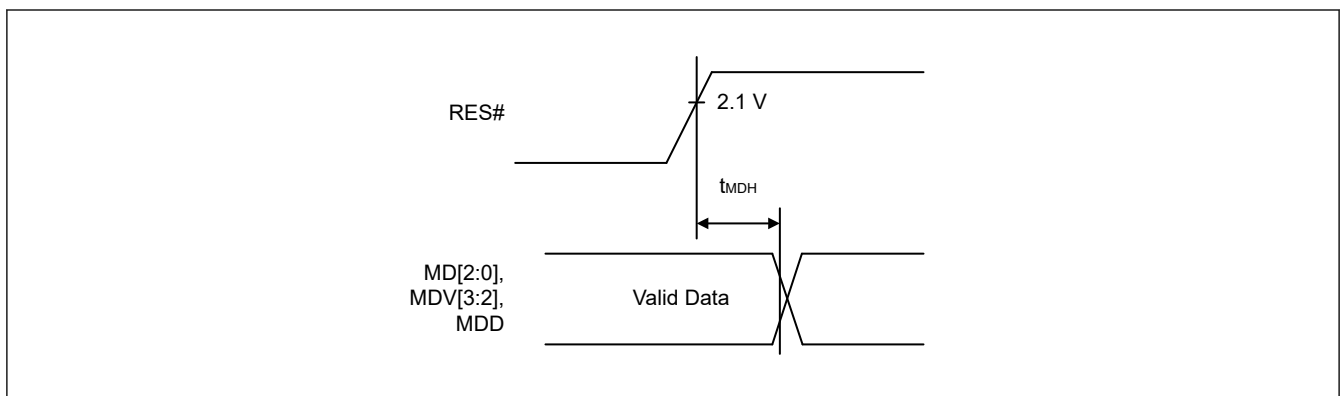 RES#
2.1 V
tMDH
MD[2:0],
MDV[3:2],
MDD
Valid Data